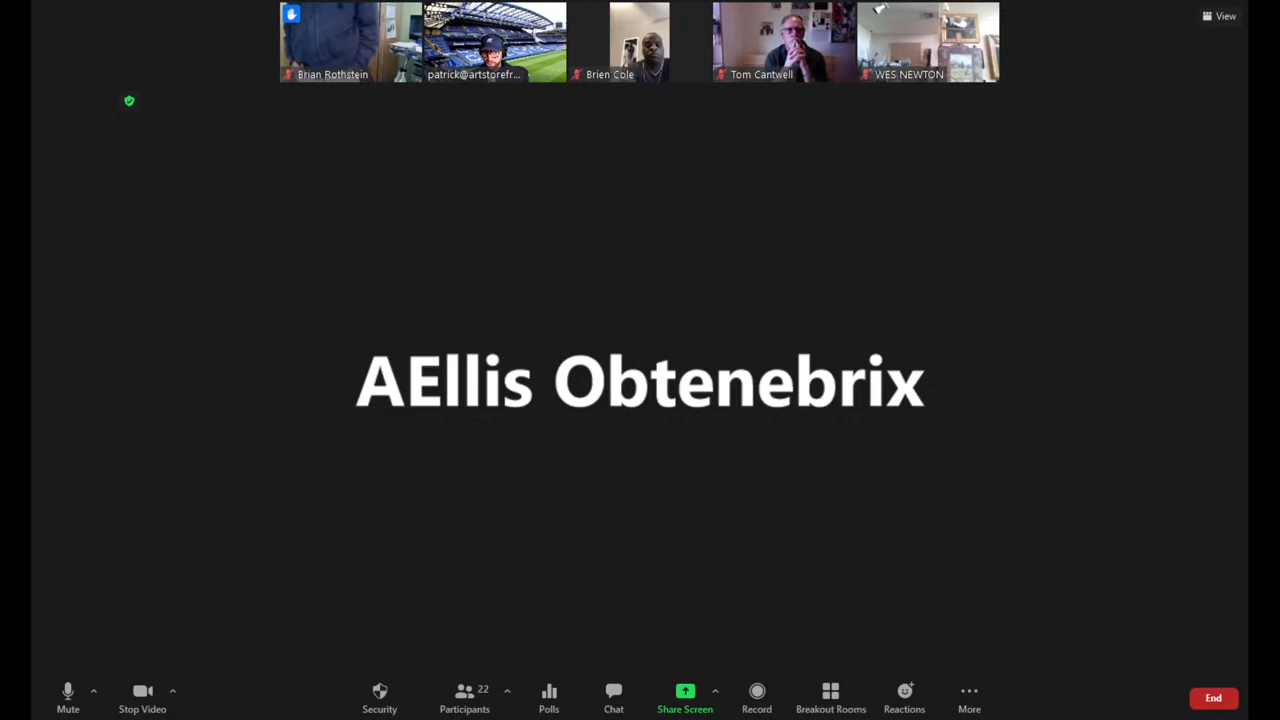 Brian Rothstein
patrick@artstorefr...
Brien Cole
Tom Cantwell
WES NEWTON
View
AEllis Obtenebrix
Mute
Stop Video
Security
Participants
22
Polls
Chat
Share Screen
Record
Breakout Rooms
Reactions
More
End